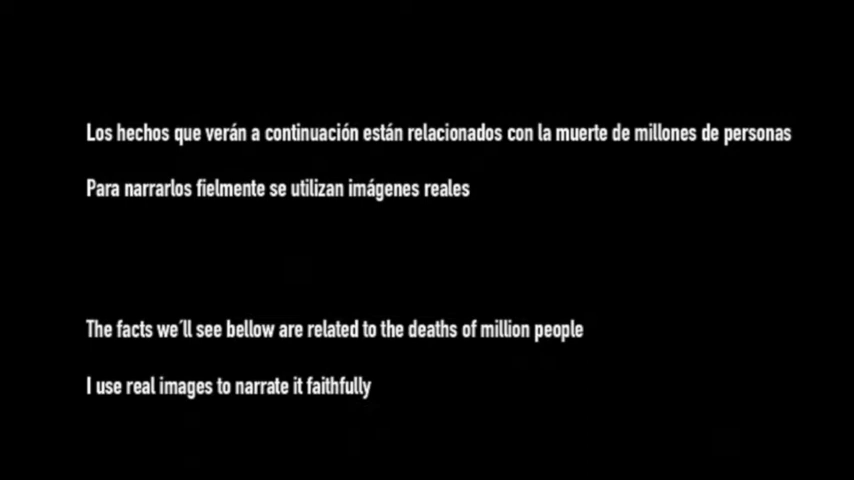 Los hechos que verán a continuación están relacionados con la muerte de millones de personas
Para narrarlos fielmente se utilizan imágenes reales
The facts we´ll see bellow are related to the deaths of million people
I use real images to narrate it faithfully